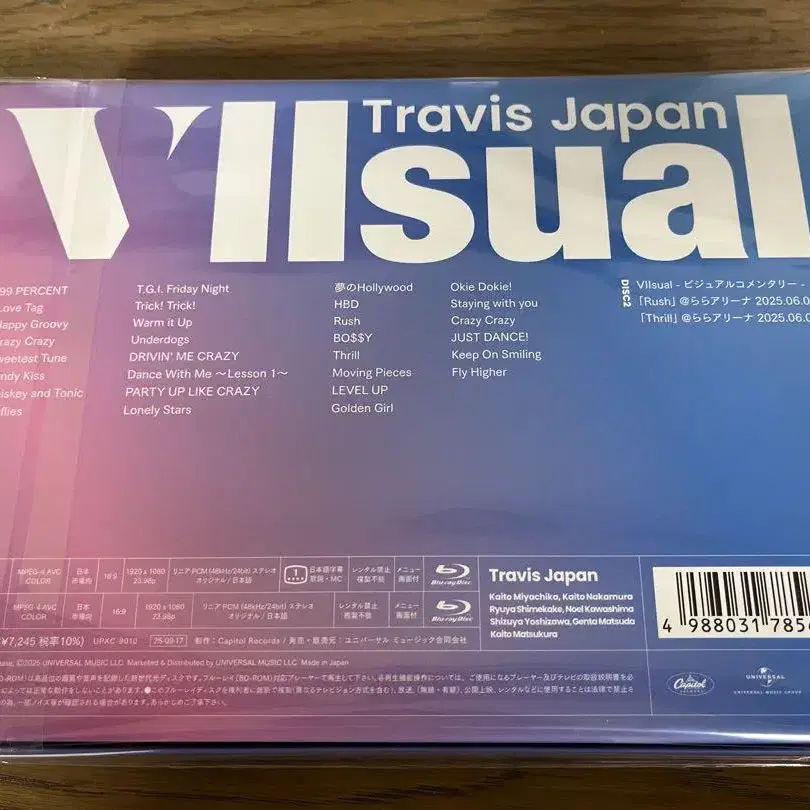 VIIsual
Travis Japan
99 PERCENT
Love Tag
Happy Groovy
Crazy Crazy
Sweetest Tune
Candy Kiss
Whiskey and Tonic
T.G.I. Friday Night
Trick! Trick!
Warm it Up
Underdogs
DRIVIN' ME CRAZY
Dance With Me ～Lesson 1～
PARTY UP LIKE CRAZY
Lonely Stars
夢のHollywood
HBD
Rush
BO$$Y
Thrill
Moving Pieces
LEVEL UP
Golden Girl
Okie Dokie!
Staying with you
Crazy Crazy
JUST DANCE!
Keep On Smiling
Fly Higher
DISC2
VIIsual - ビジュアルコメンタリー -
「Rush」@ららアリーナ 2025.06.0
「Thrill」@ららアリーナ 2025.06.0
MPEG-4 AVC COLOR 日本市場向 16:9 1920 x 1080 23.98p リニアPCM (48kHz/24bit) ステレオ オリジナル / 日本語 1 日本語字幕 歌詞・MC レンタル禁止 複製不能 メニュー画面付 Blu-ray Disc
MPEG-4 AVC COLOR 日本市場向 16:9 1920 x 1080 23.98p リニアPCM (48kHz/24bit) ステレオ オリジナル / 日本語 レンタル禁止 複製不能 メニュー画面付 Blu-ray Disc
¥7,245 税率10%) UPXC-9010 25-09-17 制作：Capitol Records / 発売・販売元：ユニバーサル ミュージック合同会社
©2025 UNIVERSAL MUSIC LLC. Marketed & Distributed by UNIVERSAL MUSIC LLC Made in Japan
Travis Japan
Kaito Miyachika, Kaito Nakamura
Ryuya Shimekake, Noel Kawashima
Shizuya Yoshizawa, Genta Matsuda
Kaito Matsukura
4 988031 785
Capitol
UNIVERSAL
UNIVERSAL MUSIC GROUP